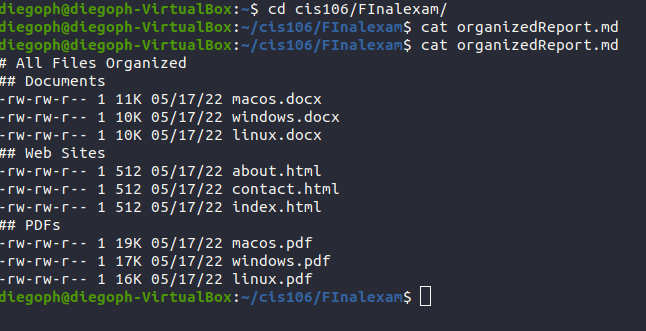 diegoph@diegoph-VirtualBox:~$ cd cis106/FInalexam/
diegoph@diegoph-VirtualBox:~/cis106/FInalexam$ cat organizedReport.md
diegoph@diegoph-VirtualBox:~/cis106/FInalexam$ cat organizedReport.md
# All Files Organized
## Documents
-rw-rw-r-- 1 11K 05/17/22 macos.docx
-rw-rw-r-- 1 10K 05/17/22 windows.docx
-rw-rw-r-- 1 10K 05/17/22 linux.docx
## Web Sites
-rw-rw-r-- 1 512 05/17/22 about.html
-rw-rw-r-- 1 512 05/17/22 contact.html
-rw-rw-r-- 1 512 05/17/22 index.html
## PDFs
-rw-rw-r-- 1 19K 05/17/22 macos.pdf
-rw-rw-r-- 1 17K 05/17/22 windows.pdf
-rw-rw-r-- 1 16K 05/17/22 linux.pdf
diegoph@diegoph-VirtualBox:~/cis106/FInalexam$